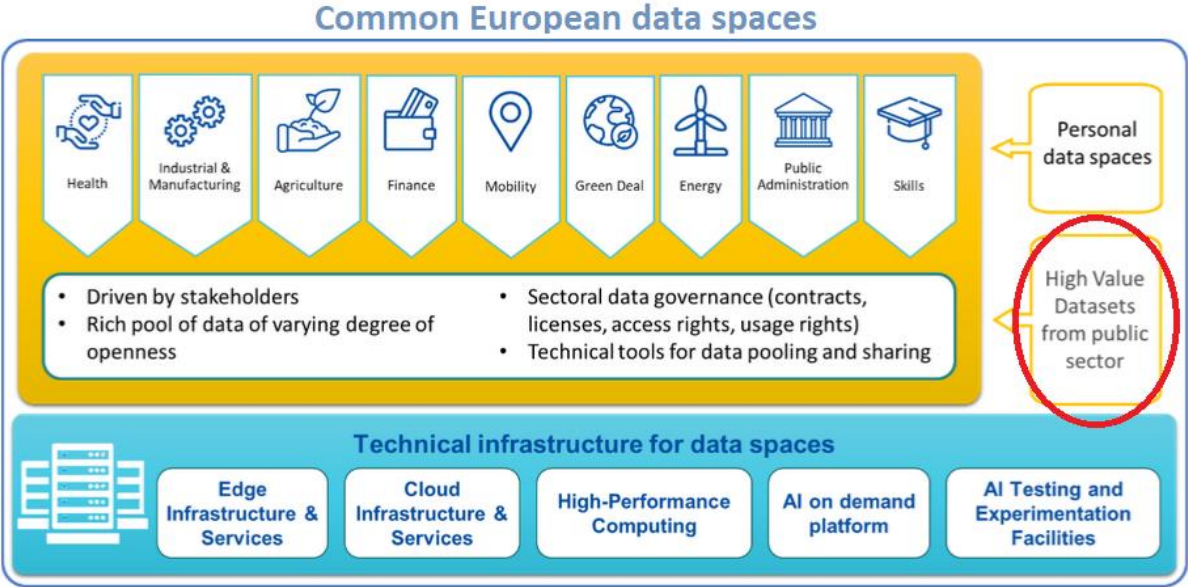 Common European data spaces
Health
Industrial &
Manufacturing
Agriculture
Finance
Mobility
Green Deal
Energy
Public
Administration
Skills
• Driven by stakeholders
• Rich pool of data of varying degree of
openness
• Sectoral data governance (contracts,
licenses, access rights, usage rights)
• Technical tools for data pooling and sharing
Personal
data spaces
High Value
Datasets
from public
sector
Technical infrastructure for data spaces
Edge
Infrastructure &
Services
Cloud
Infrastructure &
Services
High-Performance
Computing
AI on demand
platform
AI Testing and
Experimentation
Facilities